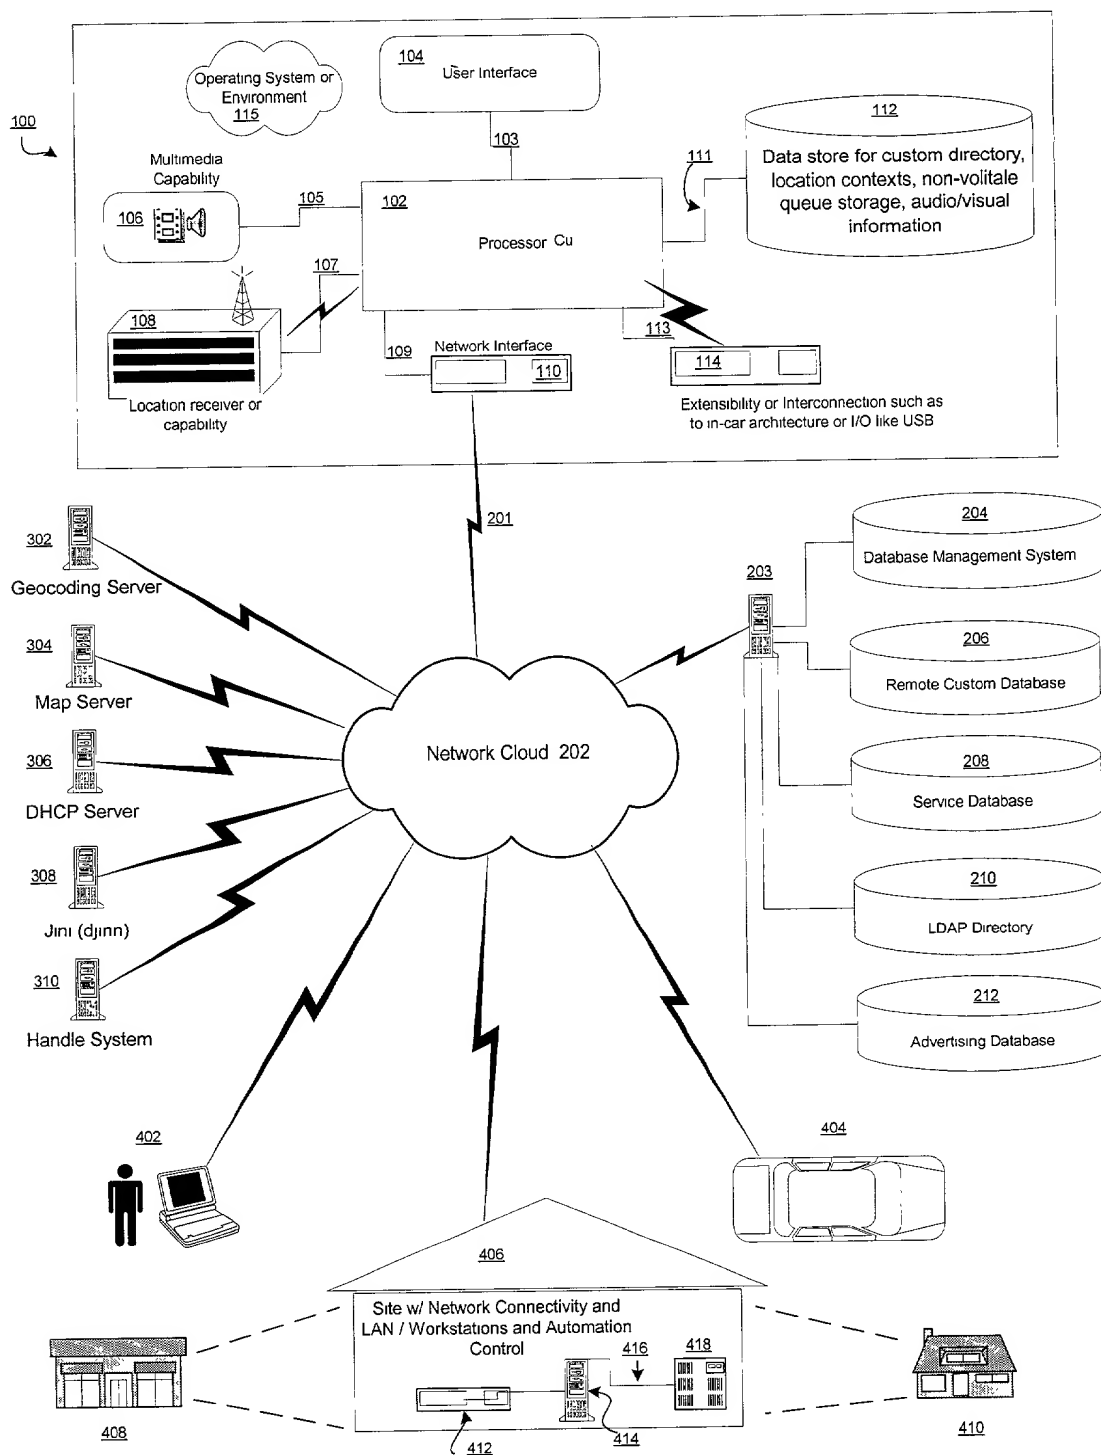 100
Operating System or
Environment
115
104
User Interface
103
112
Data store for custom directory,
location contexts, non-volitale
queue storage, audio/visual
information
111
Multimedia
Capability
106
105
102
Processor Cu
107
108
Location receiver or
capability
109
Network Interface
110
113
114
Extensibility or Interconnection such as
to in-car architecture or I/O like USB
201
302
Geocoding Server
304
Map Server
306
DHCP Server
308
Jini (djinn)
310
Handle System
Network Cloud 202
203
204
Database Management System
206
Remote Custom Database
208
Service Database
210
LDAP Directory
212
Advertising Database
402
404
406
Site w/ Network Connectivity and
LAN / Workstations and Automation
Control
416
418
412
414
408
410